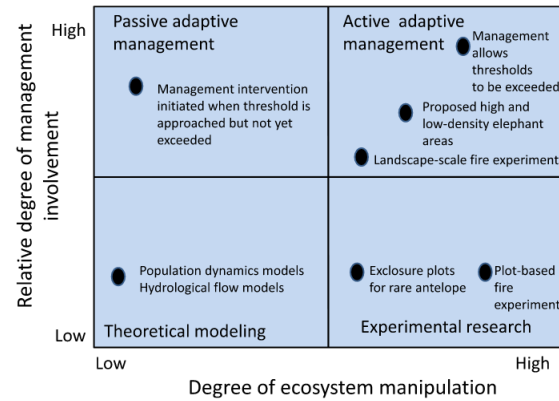 High
Passive adaptive
management
Active adaptive
management
Management
allows
thresholds
to be exceeded
Management intervention
initiated when threshold is
approached but not yet
exceeded
Proposed high and
low-density elephant
areas
Landscape-scale fire experiment
Relative degree of management
involvement
Population dynamics models
Hydrological flow models
Exclosure plots
for rare antelope
Plot-based
fire
experiment
Theoretical modeling
Experimental research
Low
Low
High
Degree of ecosystem manipulation